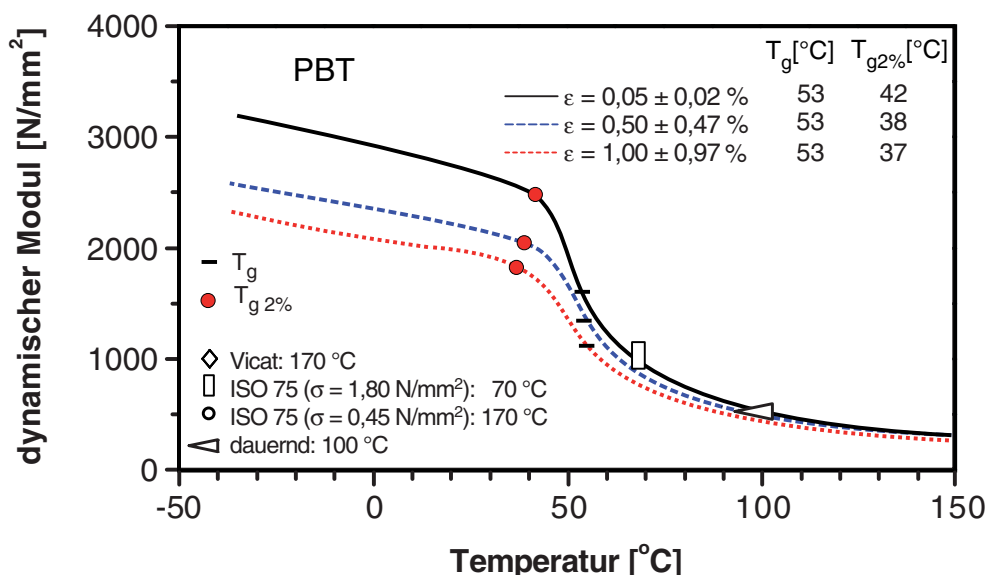 dynamischer Modul [N/mm²]
4000
3000
2000
1000
0
PBT
T_g[°C] T_g2%[°C]
ε = 0,05 ± 0,02 % 53 42
ε = 0,50 ± 0,47 % 53 38
ε = 1,00 ± 0,97 % 53 37
T_g
T_g 2%
Vicat: 170 °C
ISO 75 (σ = 1,80 N/mm²): 70 °C
ISO 75 (σ = 0,45 N/mm²): 170 °C
dauernd: 100 °C
-50 0 50 100 150
Temperatur [°C]